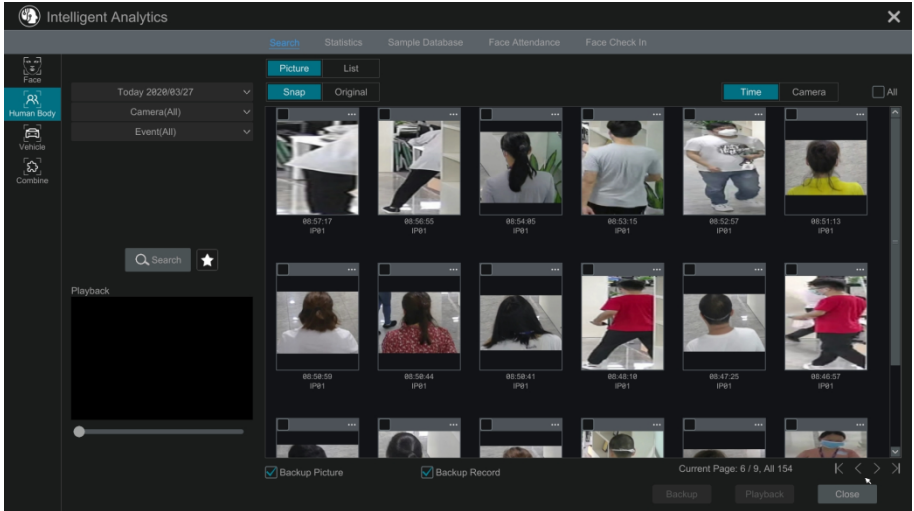 Intelligent Analytics
Search Statistics Sample Database Face Attendance Face Check In
Face
Human Body
Vehicle
Combine
Today 2020/03/27
Camera(All)
Event(All)
Search
Playback
Picture List
Snap Original
Time Camera All
08:57:17 08:56:55 08:54:05 08:53:15 08:52:57 08:51:13
IP01 IP01 IP01 IP01 IP01 IP01
08:50:59 08:50:44 08:50:41 08:48:10 08:47:25 08:46:57
IP01 IP01 IP01 IP01 IP01 IP01
Backup Picture Backup Record Current Page: 6 / 9, All 154
Backup Playback Close